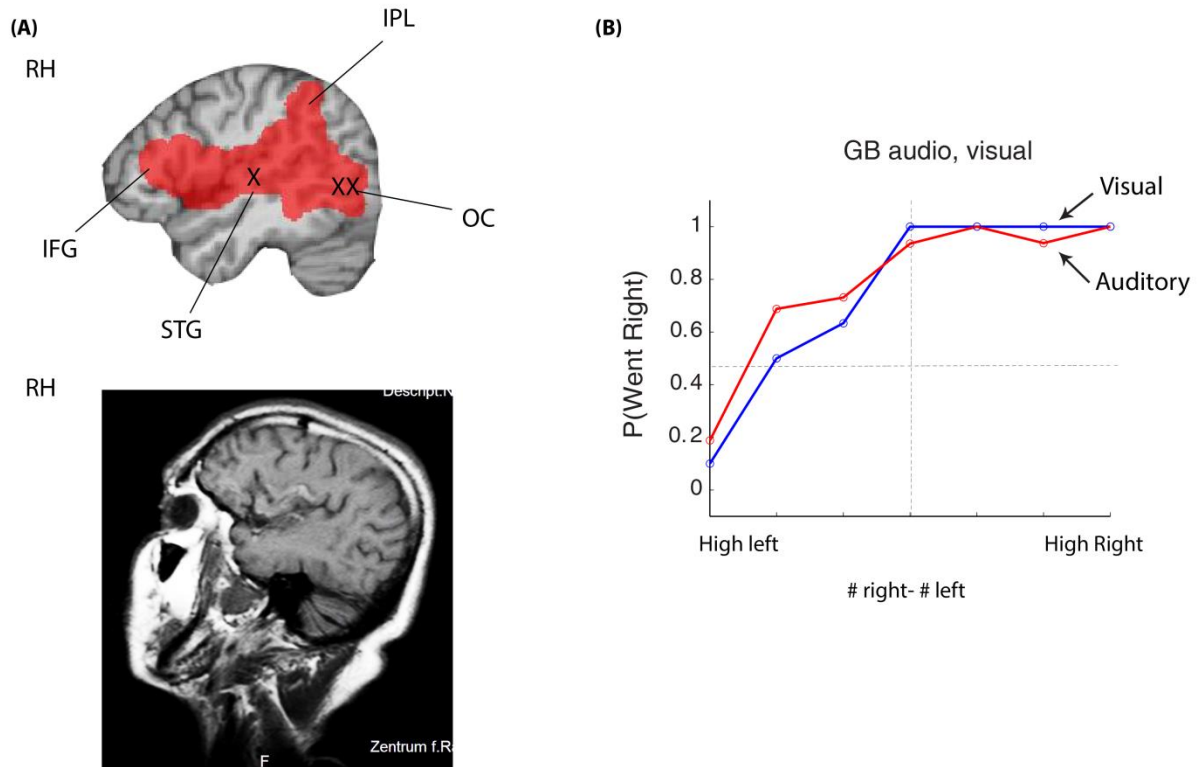 (A)
RH
IPL
X
XX
IFG
OC
STG
RH
Descript.N
Zentrum f.Ra
F
(B)
GB audio, visual
Visual
Auditory
P(Went Right)
1
0.8
0.6
0.4
0.2
0
High left
High Right
# right- # left